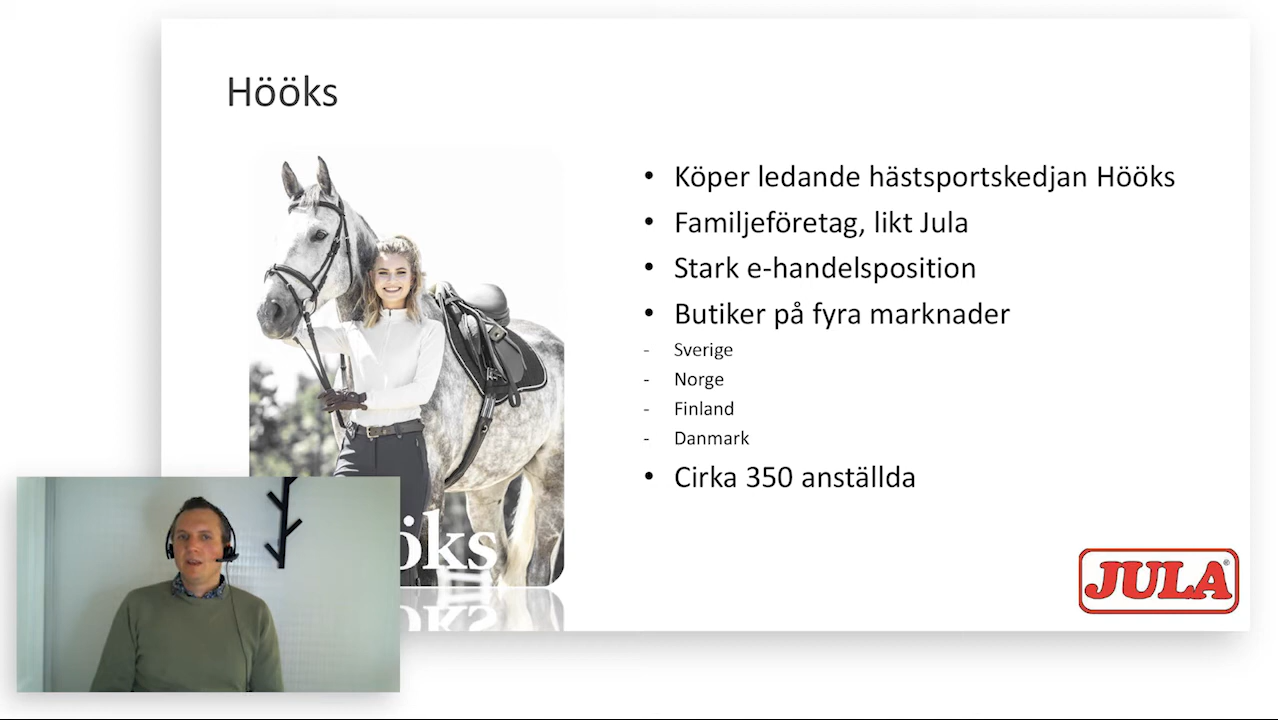 Hööks
• Köper ledande hästsportskedjan Hööks
• Familjeföretag, likt Jula
• Stark e-handelsposition
• Butiker på fyra marknader
- Sverige
- Norge
- Finland
- Danmark
• Cirka 350 anställda
öks
JULA®